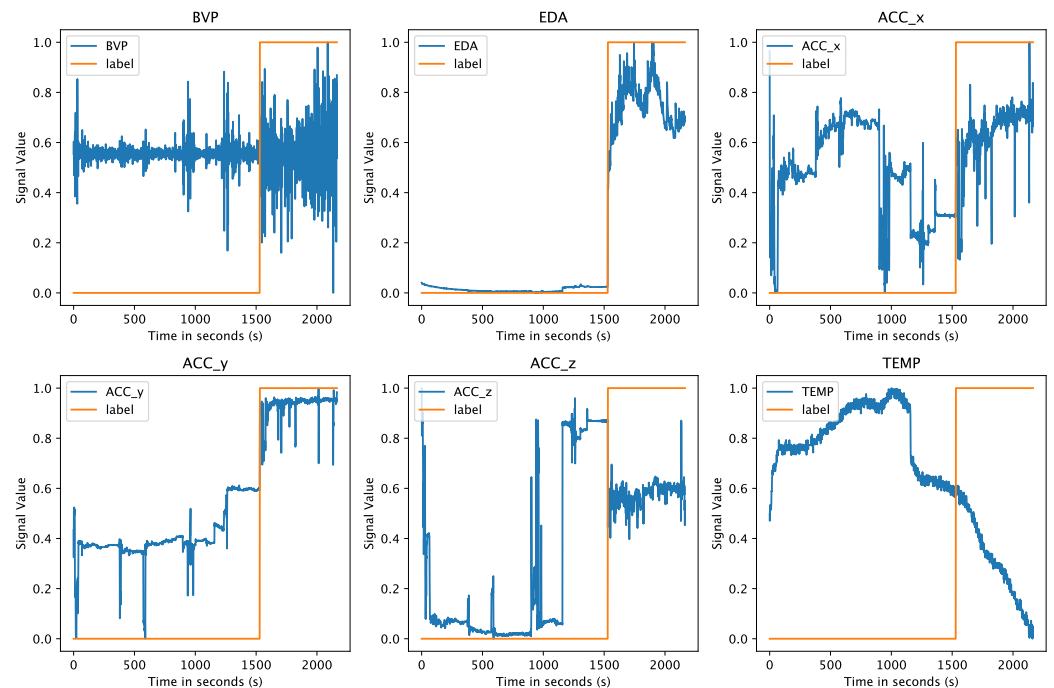 BVP
EDA
ACC_x
Signal Value
1.0
0.8
0.6
0.4
0.2
0.0
BVP
label
0
500
1000
1500
2000
Time in seconds (s)
Signal Value
1.0
0.8
0.6
0.4
0.2
0.0
EDA
label
0
500
1000
1500
2000
Time in seconds (s)
Signal Value
1.0
0.8
0.6
0.4
0.2
0.0
ACC_x
label
0
500
1000
1500
2000
Time in seconds (s)
ACC_y
ACC_z
TEMP
Signal Value
1.0
0.8
0.6
0.4
0.2
0.0
ACC_y
label
0
500
1000
1500
2000
Time in seconds (s)
Signal Value
1.0
0.8
0.6
0.4
0.2
0.0
ACC_z
label
0
500
1000
1500
2000
Time in seconds (s)
Signal Value
1.0
0.8
0.6
0.4
0.2
0.0
TEMP
label
0
500
1000
1500
2000
Time in seconds (s)